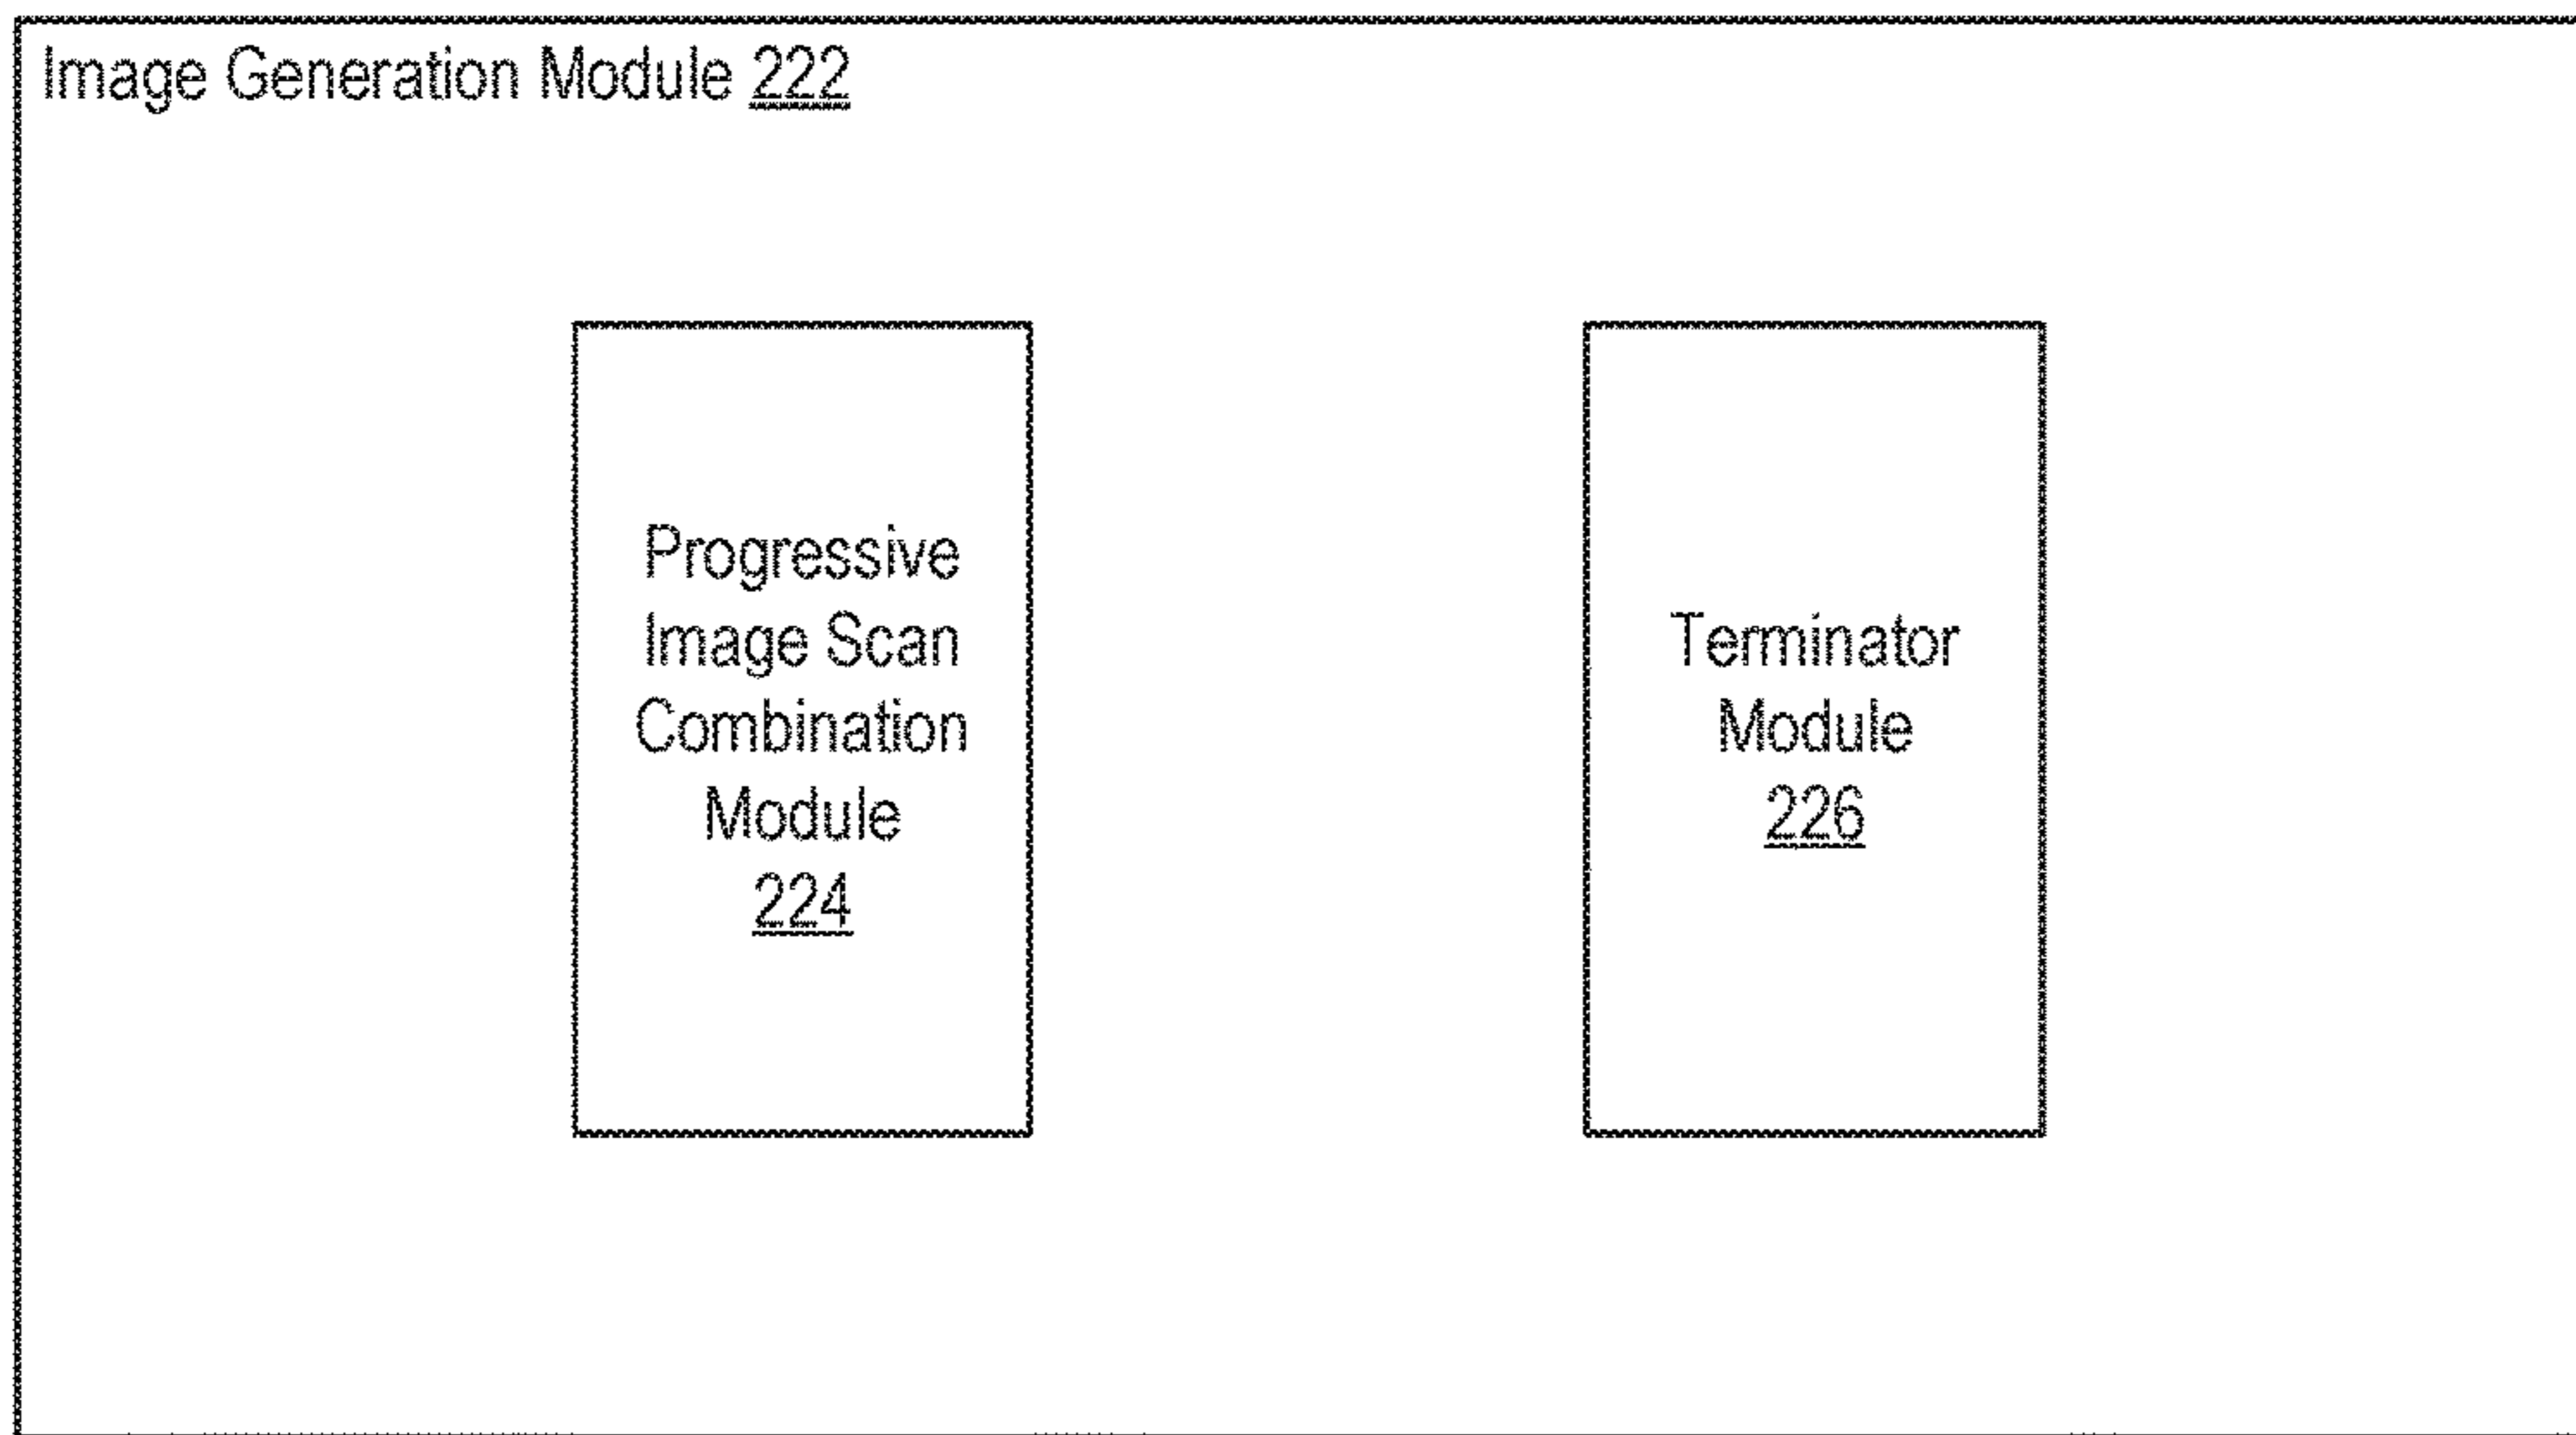 Image Generation Module 222
Progressive
Image Scan
Combination
Module
224
Terminator
Module
226